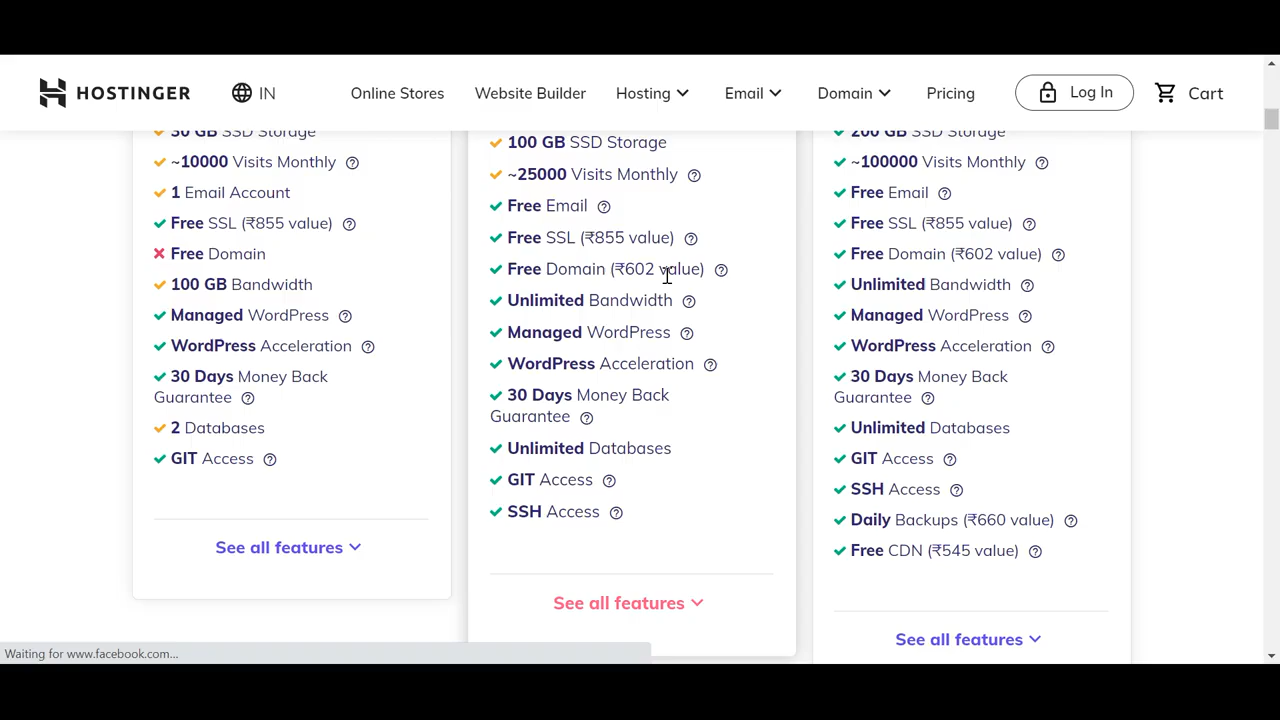 HOSTINGER
IN
Online Stores
Website Builder
Hosting
Email
Domain
Pricing
Log In
Cart
30 GB SSD Storage
~10000 Visits Monthly
1 Email Account
Free SSL (₹855 value)
Free Domain
100 GB Bandwidth
Managed WordPress
WordPress Acceleration
30 Days Money Back
Guarantee
2 Databases
GIT Access
See all features
100 GB SSD Storage
~25000 Visits Monthly
Free Email
Free SSL (₹855 value)
Free Domain (₹602 value)
Unlimited Bandwidth
Managed WordPress
WordPress Acceleration
30 Days Money Back
Guarantee
Unlimited Databases
GIT Access
SSH Access
See all features
200 GB SSD Storage
~100000 Visits Monthly
Free Email
Free SSL (₹855 value)
Free Domain (₹602 value)
Unlimited Bandwidth
Managed WordPress
WordPress Acceleration
30 Days Money Back
Guarantee
Unlimited Databases
GIT Access
SSH Access
Daily Backups (₹660 value)
Free CDN (₹545 value)
See all features
Waiting for www.facebook.com...